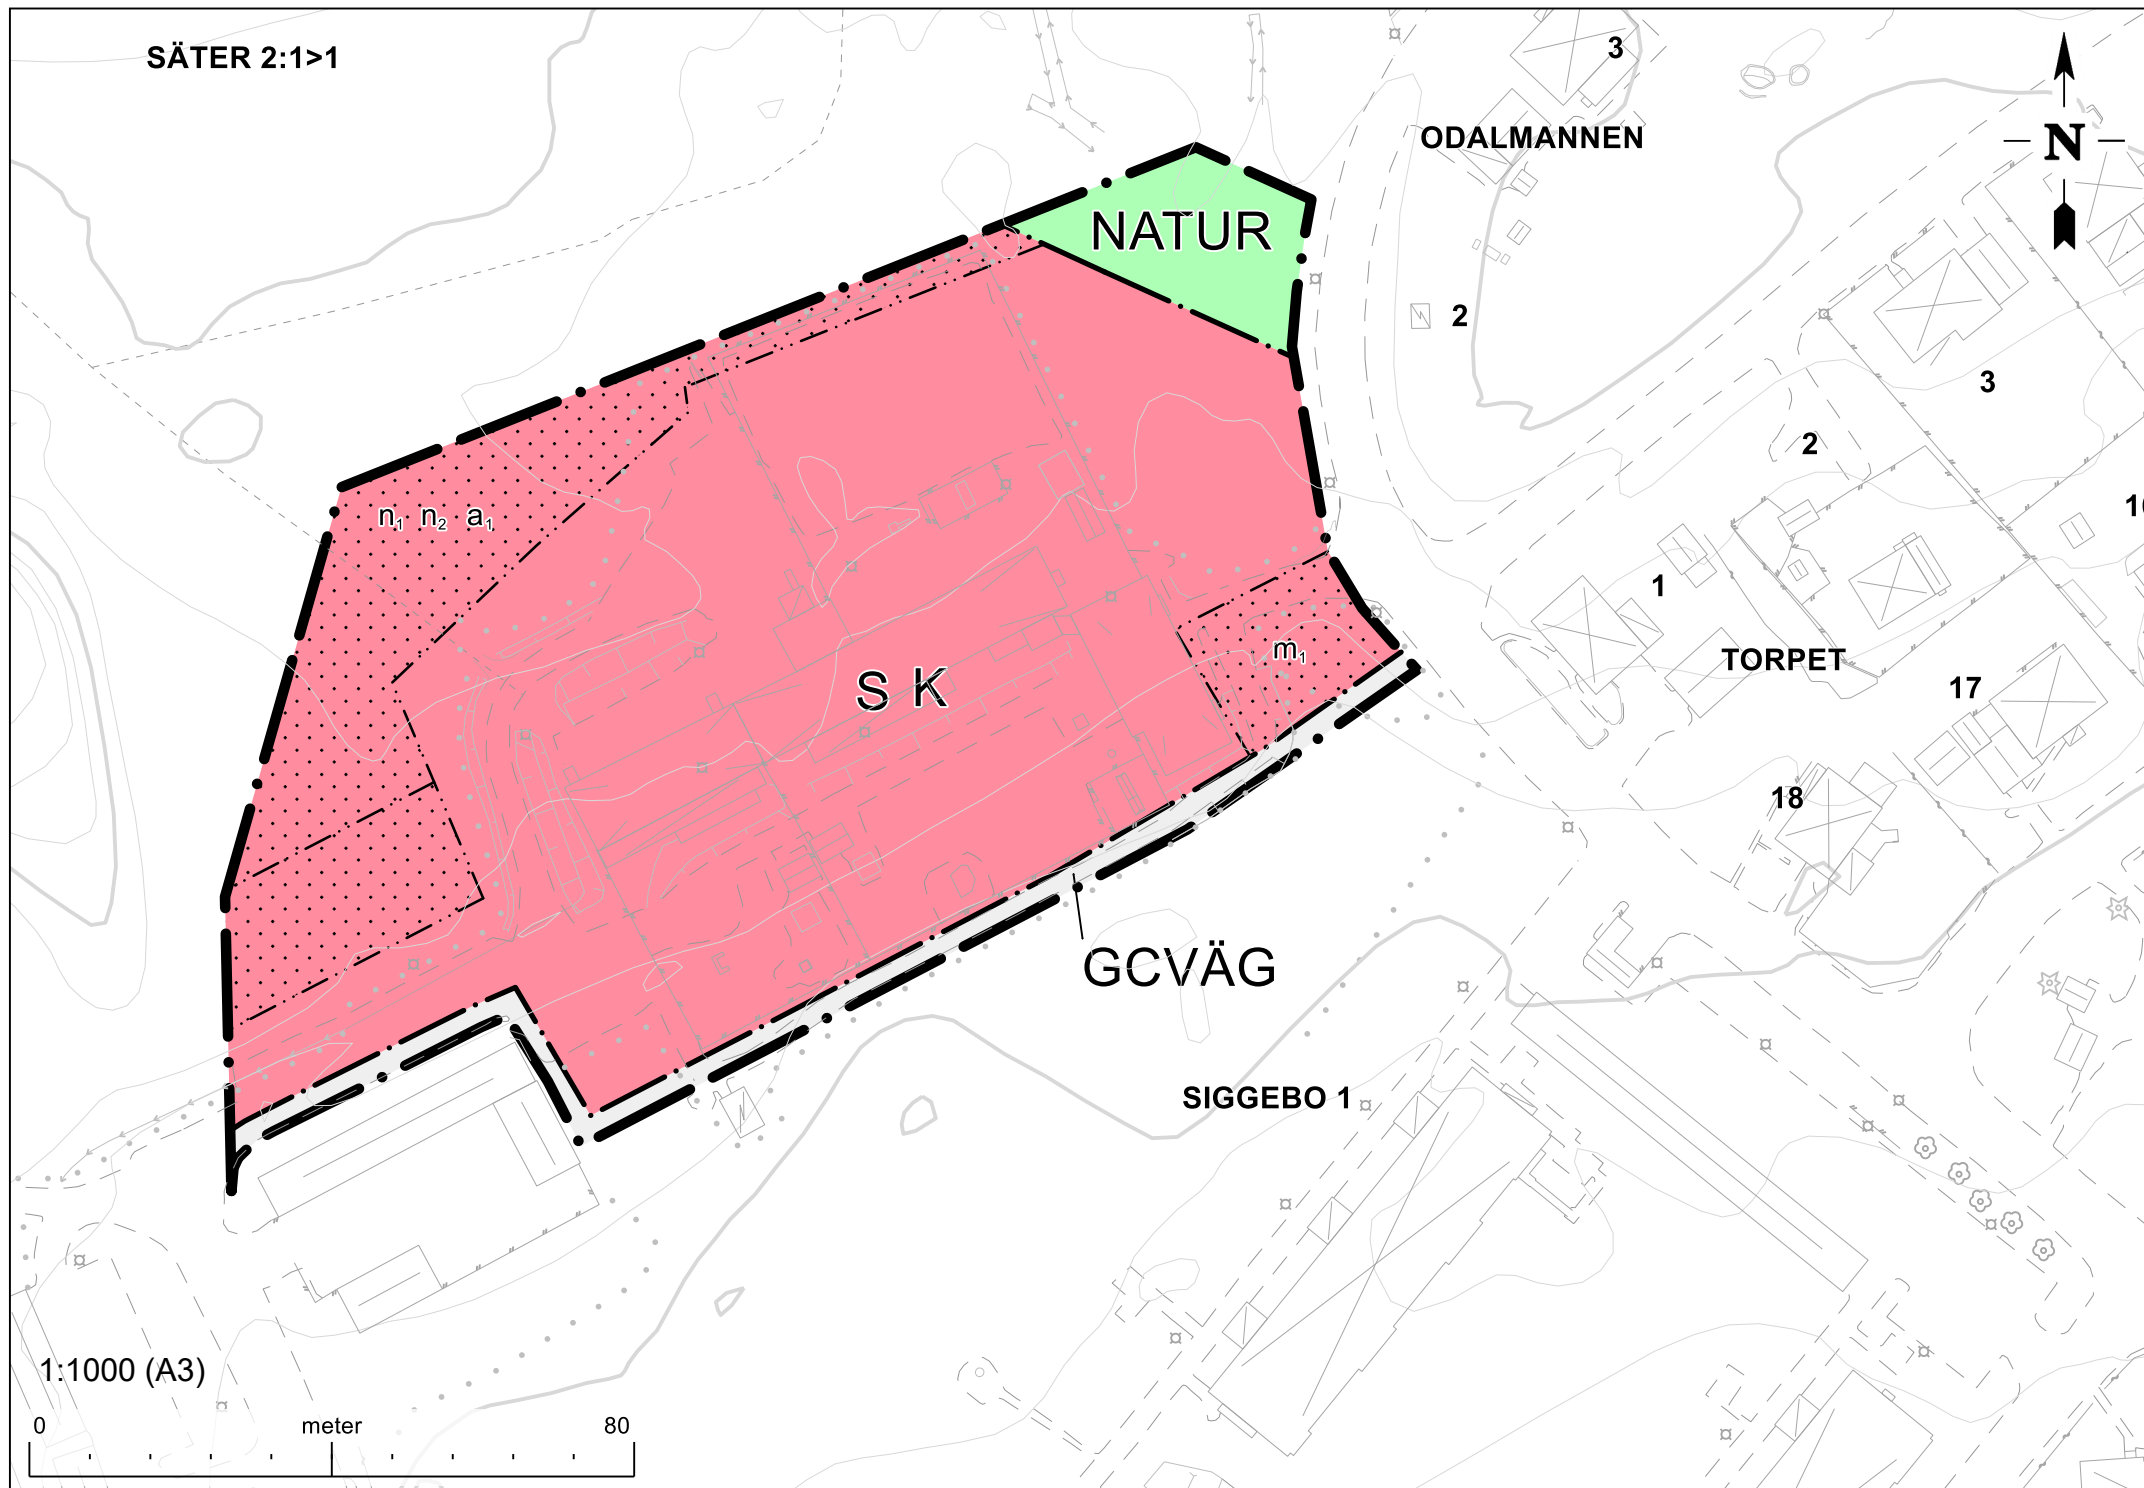 SÄTER 2:1>1
3
ODALMANNEN
N
NATUR
2
3
2
n₁ n₂ a₁
1
m₁
TORPET
S K
17
18
GCVÄG
SIGGEBO 1
1:1000 (A3)
0 meter 80